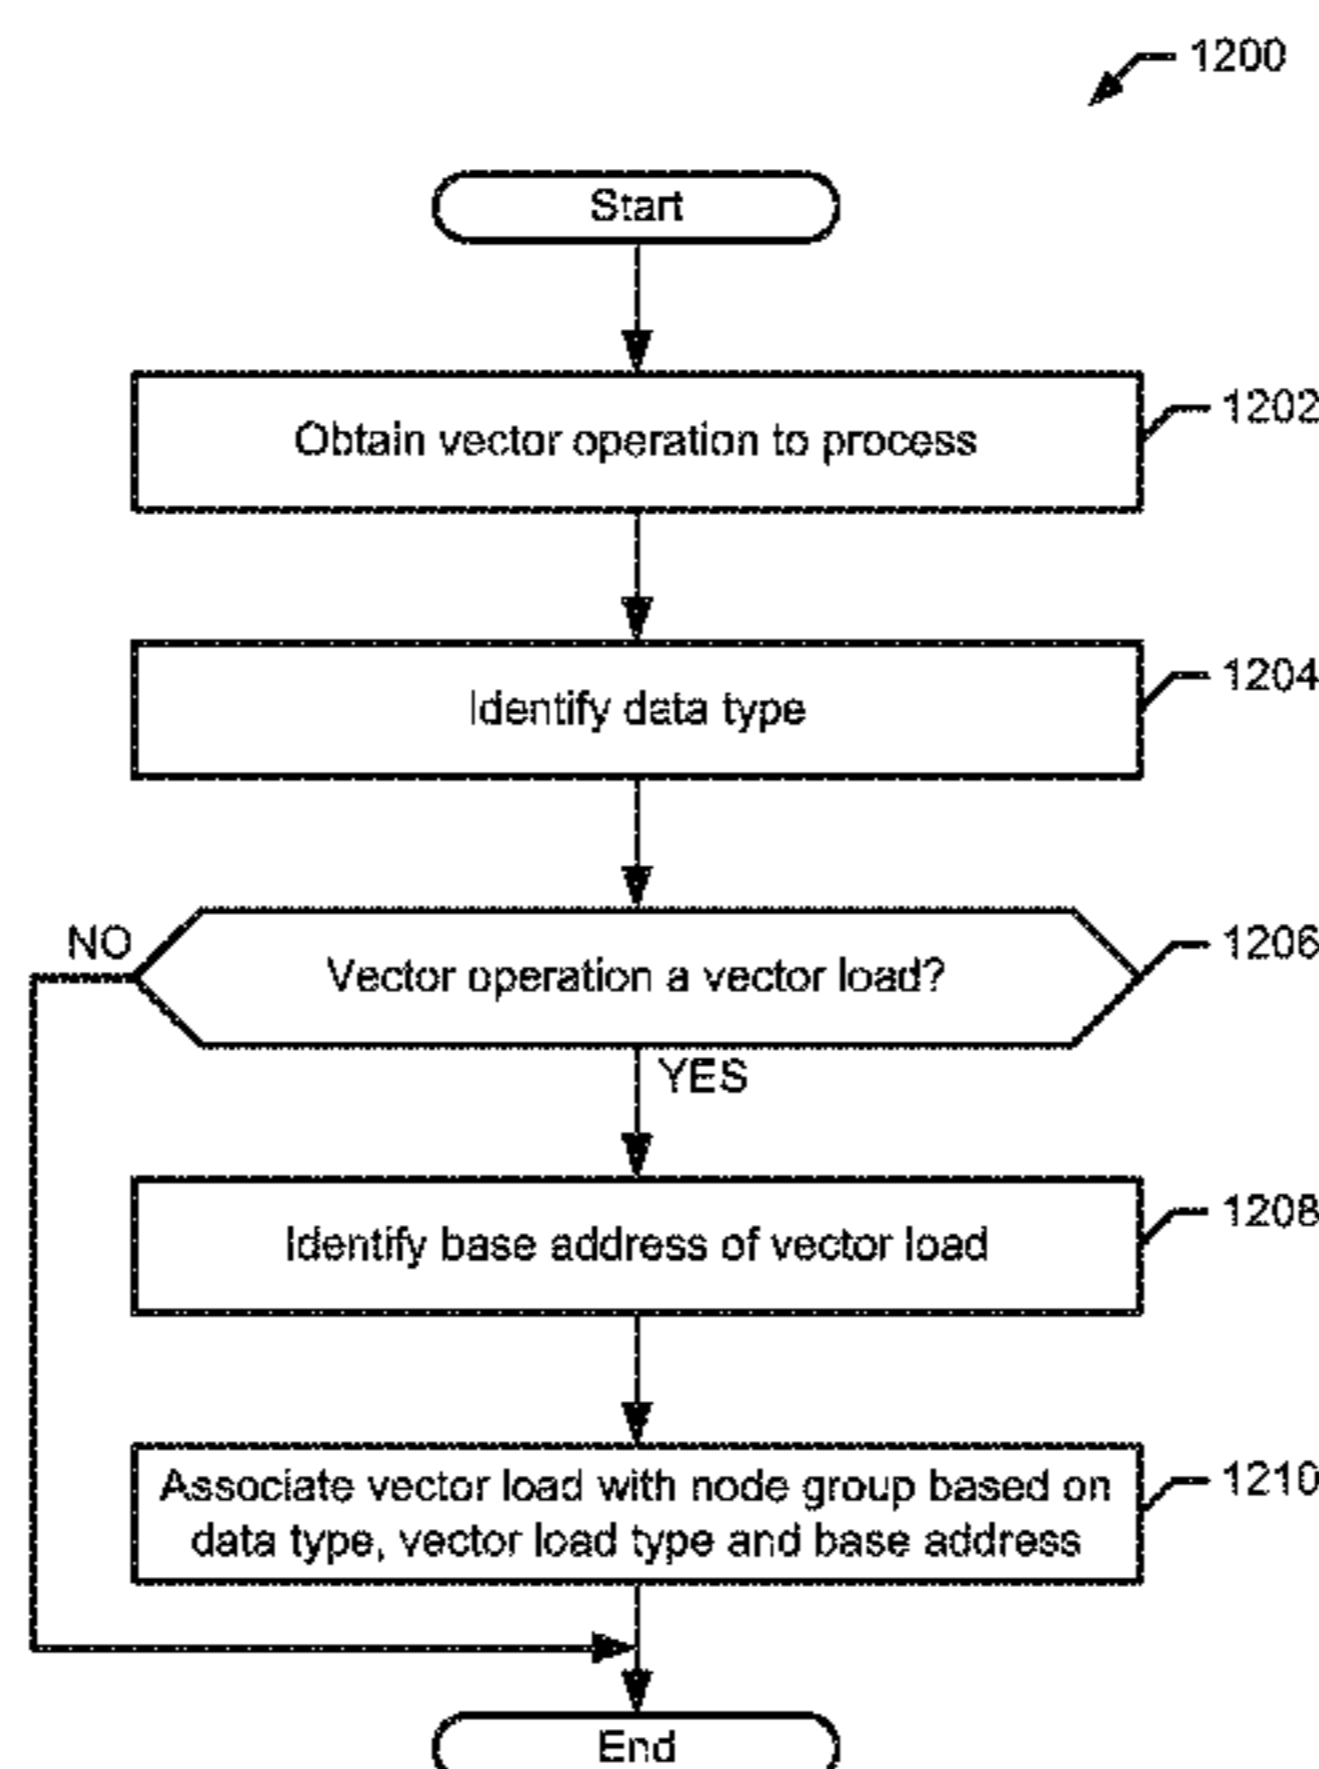 1200
Start
Obtain vector operation to process
1202
Identify data type
1204
NO
Vector operation a vector load?
1206
YES
Identify base address of vector load
1208
Associate vector load with node group based on
data type, vector load type and base address
1210
End